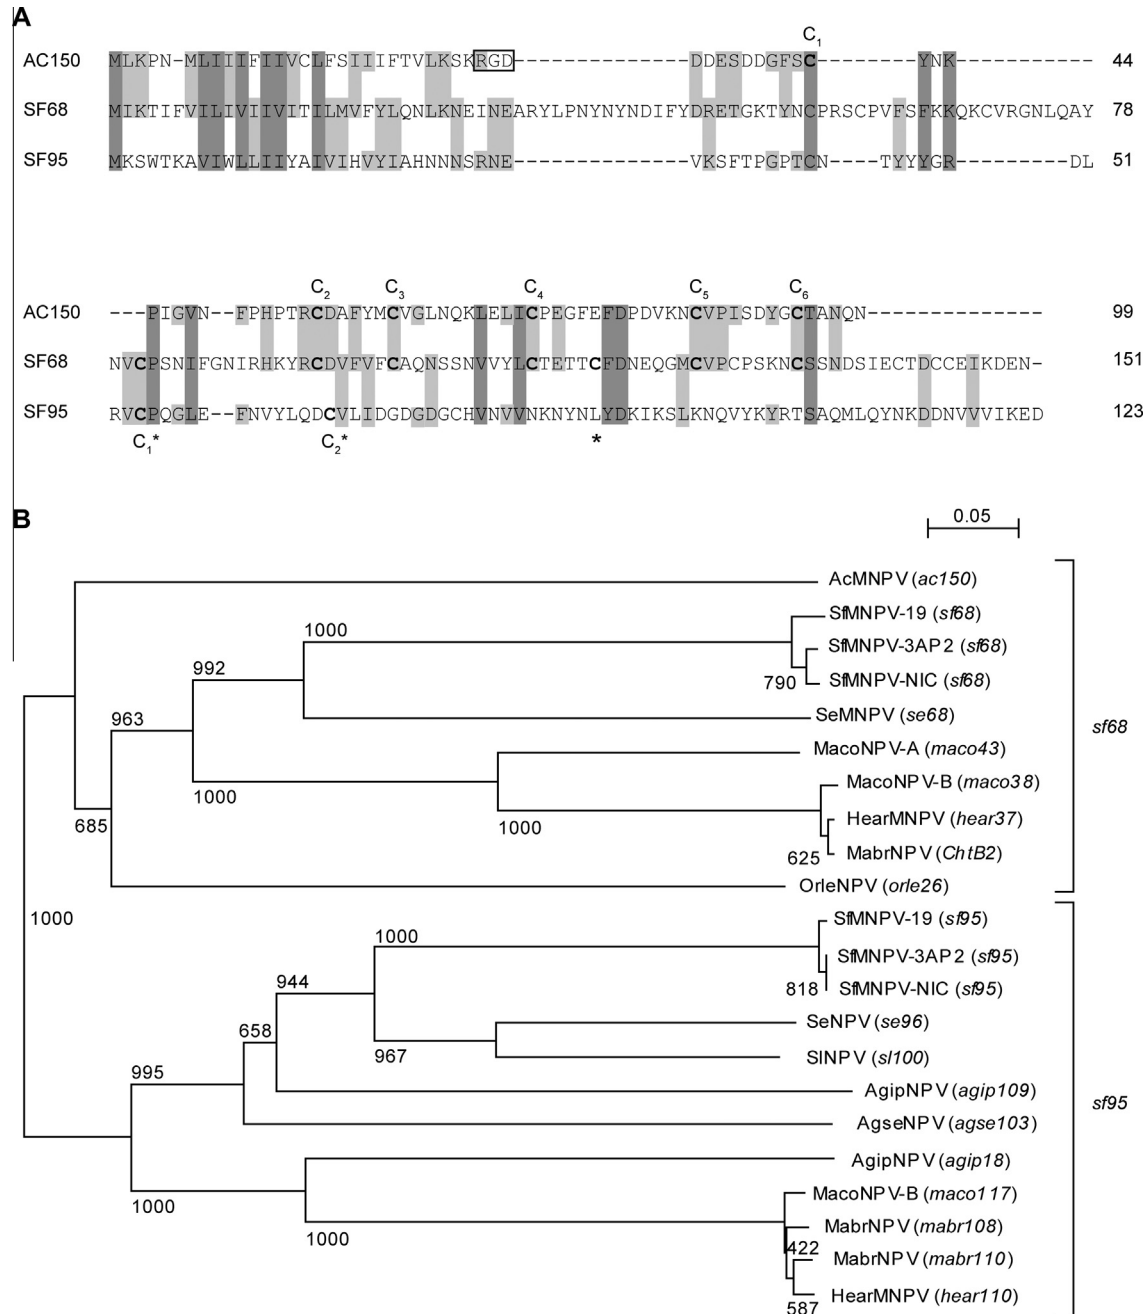 A
C1
AC150 MLKPN-MLIIIFIIVCLFSIIIFTVLKSKRGD--------------DDESDDGFSC--------YNK----------- 44
SF68 MIKTIFVILIVIIVITILMVFYLQNLKNEINEARYLPNYNYNDIFYDRETGKTYNCPRSCPVFSFKKQKCVRGNLQAY 78
SF95 MKSWTKAVIWLLIIYAIVIHVYIAHNNNSRNE--------------VKSFTPGPTCN-----TYYYGR---------DL 51
C2 C3 C4 C5 C6
AC150 ---PIGVN--FPHPTRCDAFYMCVGLNQKLELICPEGFEFDPDVKNCVPISDYGCTANQN-------------- 99
SF68 NVCPSNIFGNIRHKYRCDVFVFCAQNSSNVVYLCTETTCFDNEQGMCVPCPSKNCSSNDSIECTDCCEIKDEN- 151
SF95 RVCPQGLE--FNVYLQDCVLIDGDGDGCHVNVVNKNYNLYDKIKSLKNQVYKYRTSAQMLQYNKDDNVVVIKED 123
C1* C2* *
B
0.05
AcMNPV (ac150)
SfMNPV-19 (sf68)
1000
SfMNPV-3AP2 (sf68)
992
790
SfMNPV-NIC (sf68)
963
SeMNPV (se68)
sf68
MacoNPV-A (maco43)
MacoNPV-B (maco38)
1000
HearMNPV (hear37)
685
1000
MabrNPV (ChtB2)
625
OrleNPV (orle26)
1000
SfMNPV-19 (sf95)
1000
SfMNPV-3AP2 (sf95)
944
818
SfMNPV-NIC (sf95)
SeNPV (se96)
658
967
SlNPV (sl100)
995
AgipNPV (agip109)
sf95
AgseNPV (agse103)
AgipNPV (agip18)
MacoNPV-B (maco117)
1000
MabrNPV (mabr108)
1000
422
MabrNPV (mabr110)
HearMNPV (hear110)
587